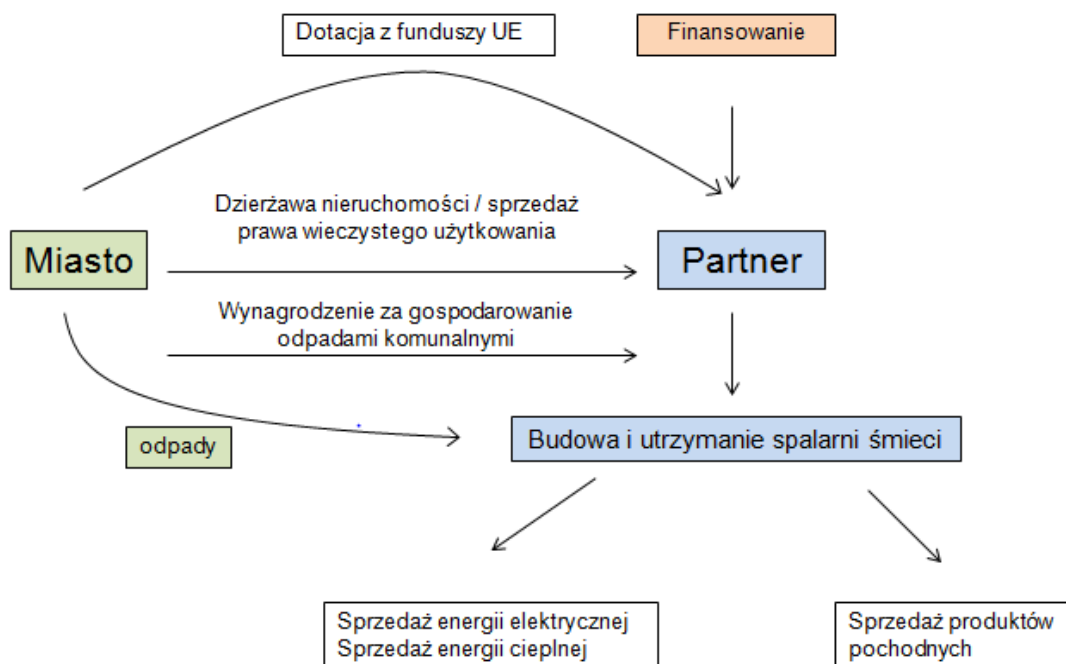 Dotacja z funduszy UE
Finansowanie
Dzierżawa nieruchomości / sprzedaż
prawa wieczystego użytkowania
Miasto
Partner
Wynagrodzenie za gospodarowanie
odpadami komunalnymi
odpady
Budowa i utrzymanie spalarni śmieci
Sprzedaż energii elektrycznej
Sprzedaż energii cieplnej
Sprzedaż produktów
pochodnych